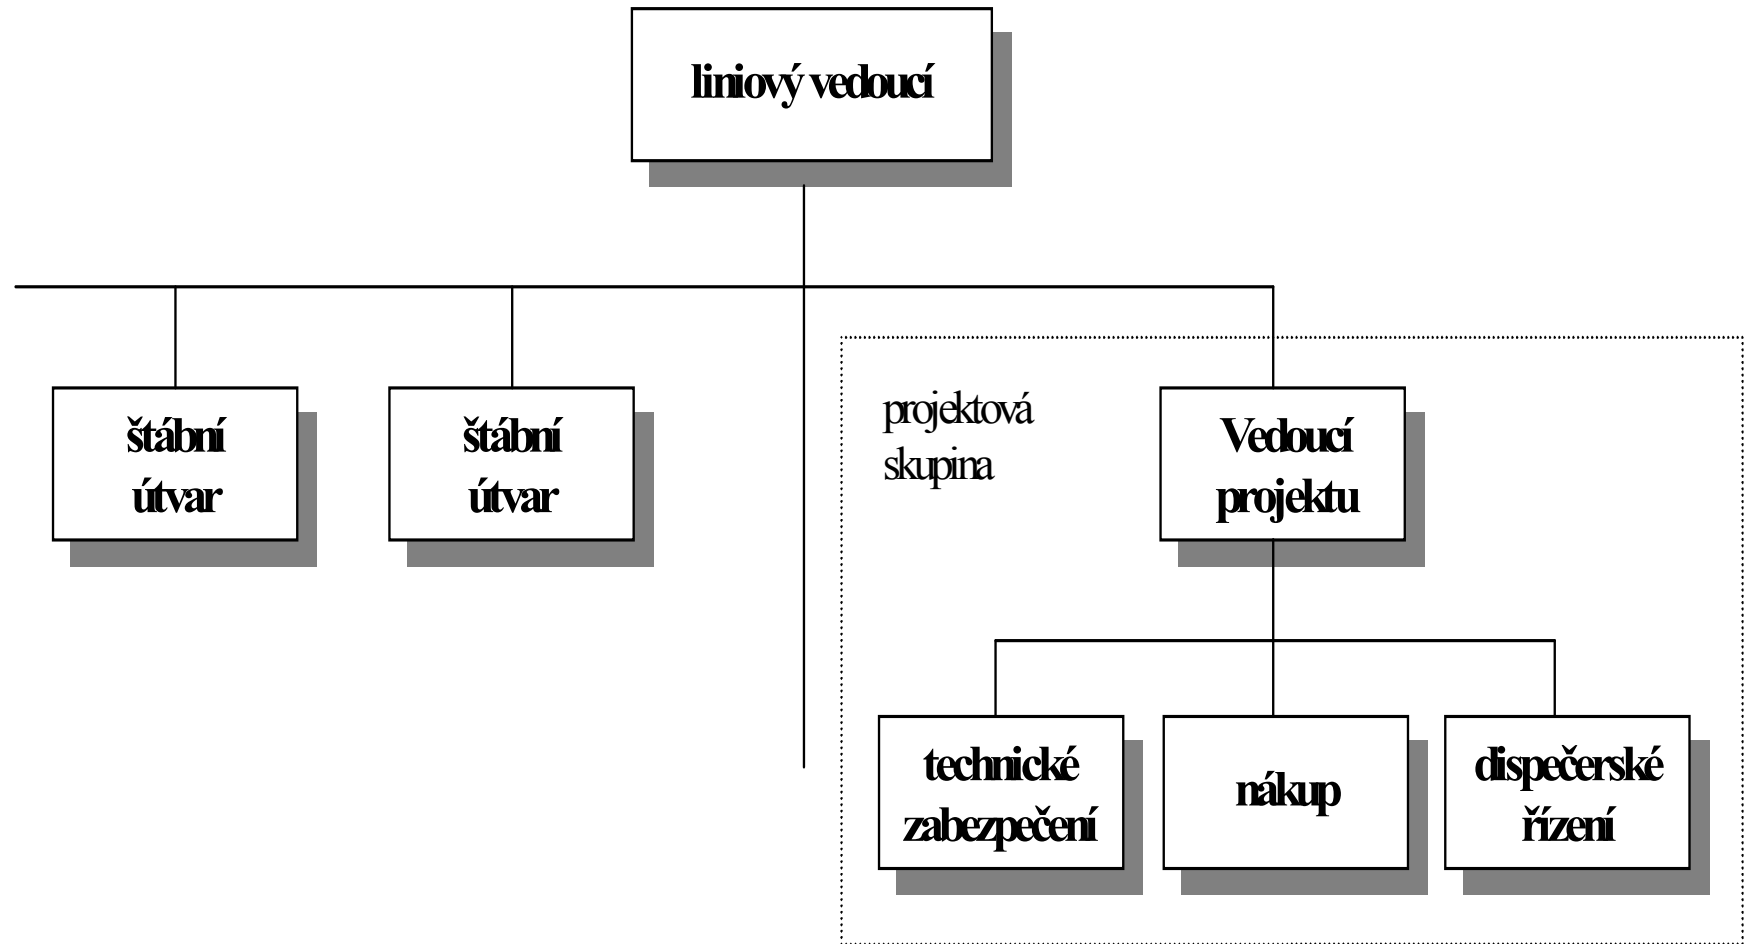 liniový vedoucí
štábní
útvar
štábní
útvar
projektová
skupina
Vedoucí
projektu
technické
zabezpečení
nákup
dispečerské
řízení